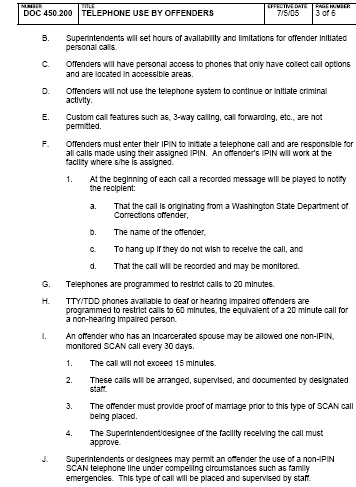 NUMBER TITLE EFFECTIVE DATE PAGE NUMBER
DOC 450.200 TELEPHONE USE BY OFFENDERS 7/5/05 3 of 6
B. Superintendents will set hours of availability and limitations for offender initiated
personal calls.
C. Offenders will have personal access to phones that only have collect call options
and are located in accessible areas.
D. Offenders will not use the telephone system to continue or initiate criminal
activity.
E. Custom call features such as, 3-way calling, call forwarding, etc., are not
permitted.
F. Offenders must enter their IPIN to initiate a telephone call and are responsible for
all calls made using their assigned IPIN. An offender's IPIN will work at the
facility where s/he is assigned.
1. At the beginning of each call a recorded message will be played to notify
the recipient:
a. That the call is originating from a Washington State Department of
Corrections offender,
b. The name of the offender,
c. To hang up if they do not wish to receive the call, and
d. That the call will be recorded and may be monitored.
G. Telephones are programmed to restrict calls to 20 minutes.
H. TTY/TDD phones available to deaf or hearing impaired offenders are
programmed to restrict calls to 60 minutes, the equivalent of a 20 minute call for
a non-hearing impaired person.
I. An offender who has an incarcerated spouse may be allowed one non-IPIN,
monitored SCAN call every 30 days.
1. The call will not exceed 15 minutes.
2. These calls will be arranged, supervised, and documented by designated
staff.
3. The offender must provide proof of marriage prior to this type of SCAN call
being placed.
4. The Superintendent/designee of the facility receiving the call must
approve.
J. Superintendents or designees may permit an offender the use of a non-IPIN
SCAN telephone line under compelling circumstances such as family
emergencies. This type of call will be placed and supervised by staff.